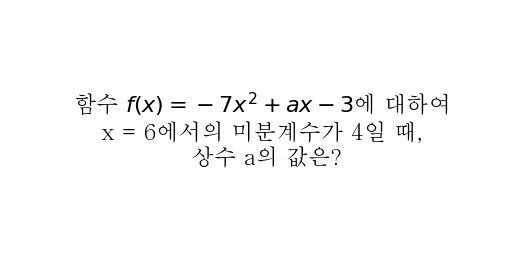 함수 f(x) = −7x² + ax − 3에 대하여
x = 6에서의 미분계수가 4일 때,
상수 a의 값은?